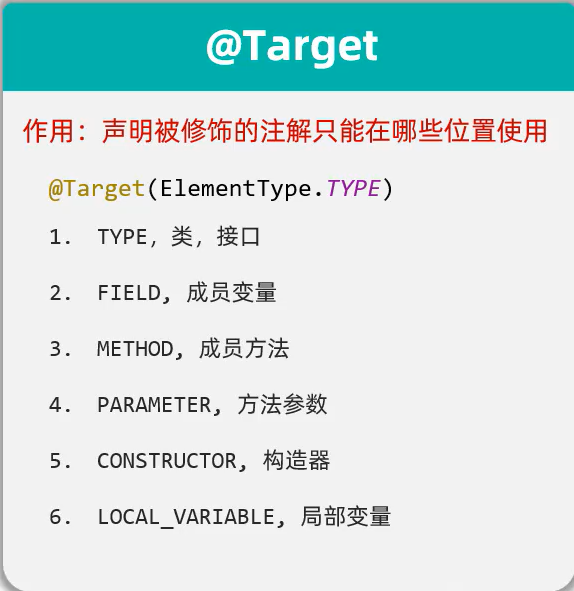 @Target
作用：声明被修饰的注解只能在哪些位置使用
@Target(ElementType.TYPE)
1. TYPE，类，接口
2. FIELD, 成员变量
3. METHOD, 成员方法
4. PARAMETER, 方法参数
5. CONSTRUCTOR, 构造器
6. LOCAL_VARIABLE, 局部变量